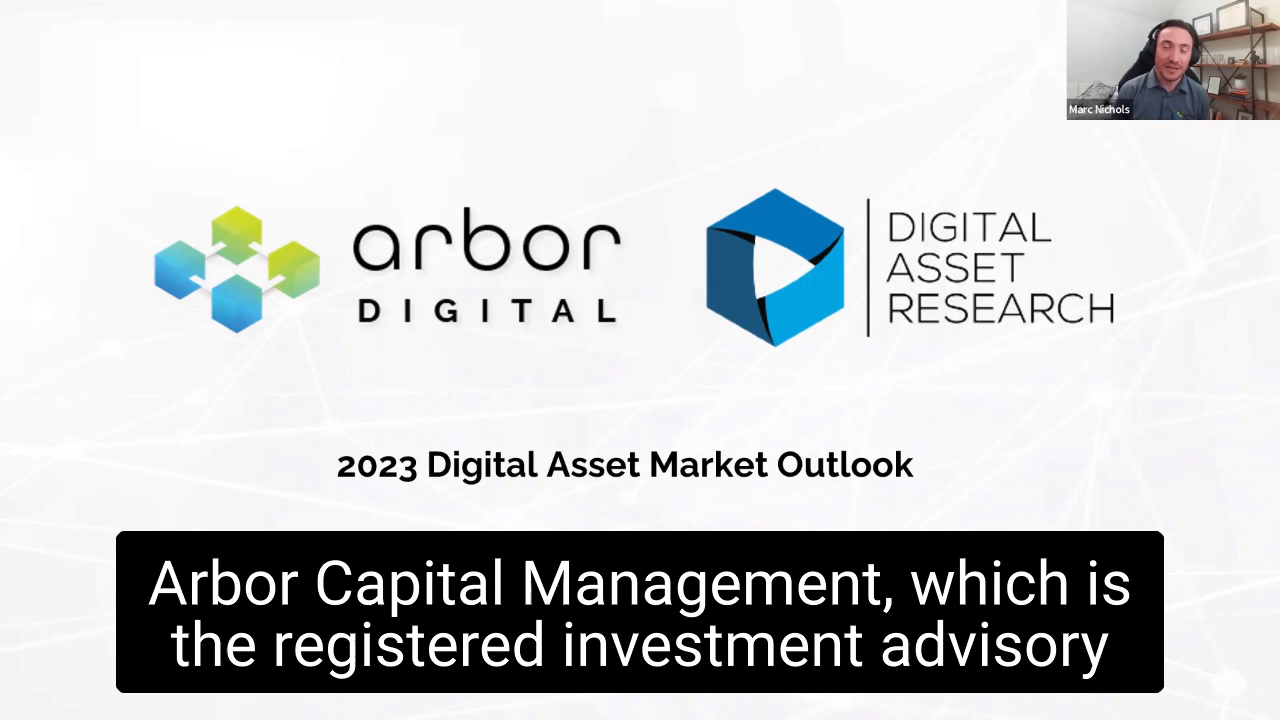 Marc Nichols
arbor
DIGITAL
DIGITAL
ASSET
RESEARCH
2023 Digital Asset Market Outlook
Arbor Capital Management, which is
the registered investment advisory